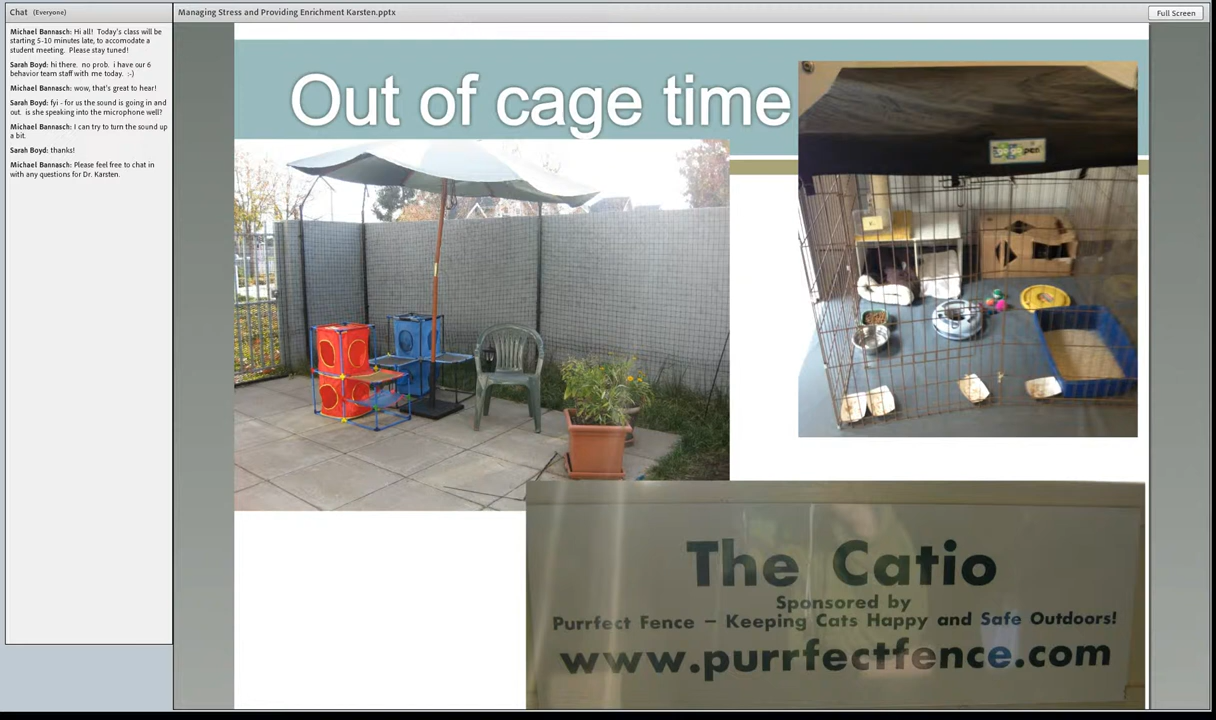 Chat (Everyone)
Michael Bannasch: Hi all! Today's class will be
starting 5-10 minutes late, to accomodate a
student meeting. Please stay tuned!
Sarah Boyd: hi there. no prob. i have our 6
behavior team staff with me today. :-)
Michael Bannasch: wow, that's great to hear!
Sarah Boyd: fyi - for us the sound is going in and
out. is she speaking into the microphone well?
Michael Bannasch: I can try to turn the sound up
a bit.
Sarah Boyd: thanks!
Michael Bannasch: Please feel free to chat in
with any questions for Dr. Karsten.
Managing Stress and Providing Enrichment Karsten.pptx
Full Screen
Out of cage time
The Catio
Sponsored by
Purrfect Fence – Keeping Cats Happy and Safe Outdoors!
www.purrfectfence.com